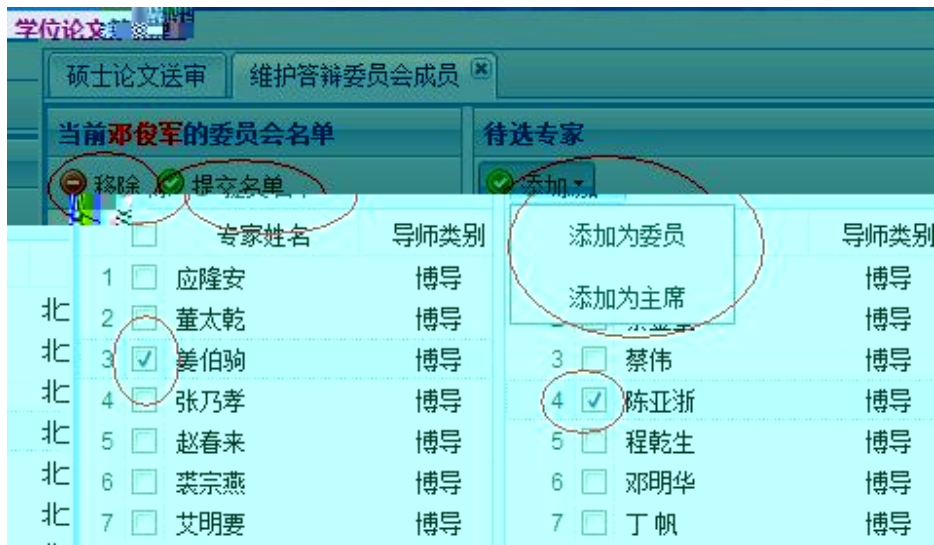 学位论文
硕士论文送审 维护答辩委员会成员
当前邓俊军的委员会名单 待选专家
移除 提交名单 添加
专家姓名 导师类别 添加为委员 导师类别
1 应隆安 博导 博导
添加为主席
北 2 董太乾 博导 博导
北 3 姜伯驹 博导 3 蔡伟 博导
北 4 张乃孝 博导 4 陈亚浙 博导
北 5 赵春来 博导 5 程乾生 博导
北 6 裘宗燕 博导 6 邓明华 博导
北 7 艾明要 博导 7 丁帆 博导